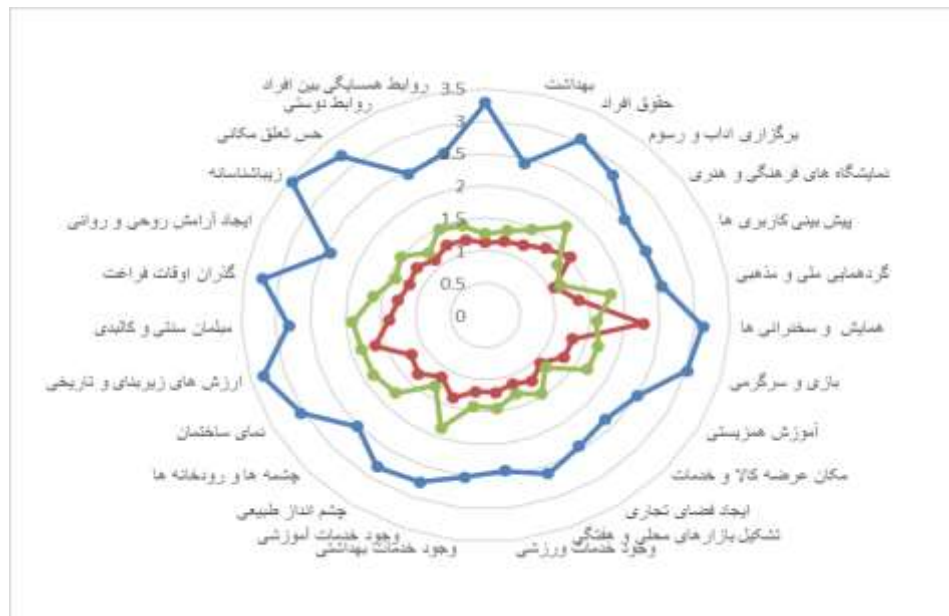 3.5
3
2.5
2
1.5
1
0.5
0
بهداشت
حقوق افراد
برگزاری اداب و رسوم
نمایشگاه های فرهنگی و هنری
پیش بینی کاربری ها
گردهمایی ملی و مذهبی
همایش و سخنرانی ها
بازی و سرگرمی
آموزش همزیستی
مکان عرضه کالا و خدمات
ایجاد فضای تجاری
تشکیل بازارهای محلی و هفتگی
وجود خدمات ورزشی
وجود خدمات بهداشتی
وجود خدمات آموزشی
چشم انداز طبیعی
چشمه ها و رودخانه ها
نمای ساختمان
ارزش های زیربنای و تاریخی
مبلمان سنتی و کالبدی
گذران اوقات فراغت
ایجاد آرامش روحی و روانی
زیباشناسانه
حس تعلق مکانی
روابط دوستی
روابط همسایگی بین افراد